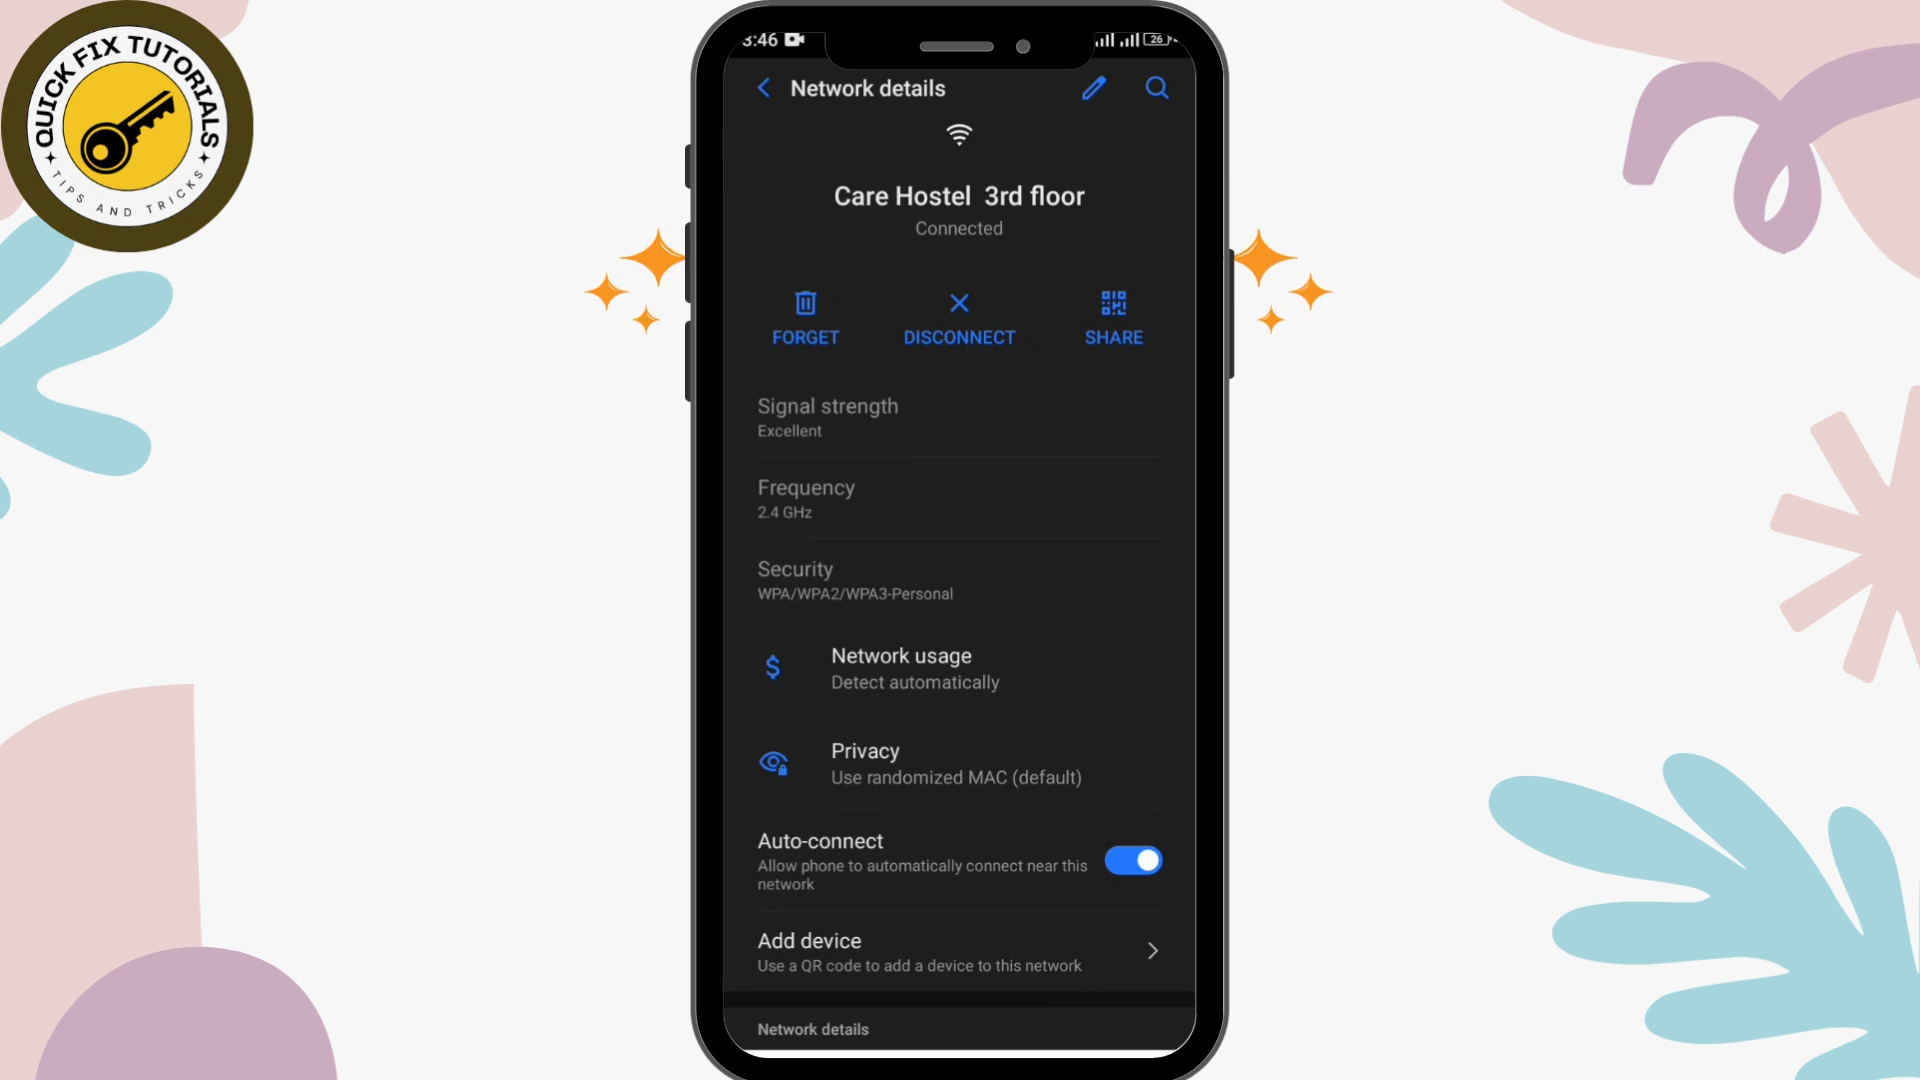 QUICK FIX TUTORIALS
TIPS AND TRICKS
3:46
26
Network details
Care Hostel 3rd floor
Connected
FORGET
DISCONNECT
SHARE
Signal strength
Excellent
Frequency
2.4 GHz
Security
WPA/WPA2/WPA3-Personal
Network usage
Detect automatically
Privacy
Use randomized MAC (default)
Auto-connect
Allow phone to automatically connect near this
network
Add device
Use a QR code to add a device to this network
Network details